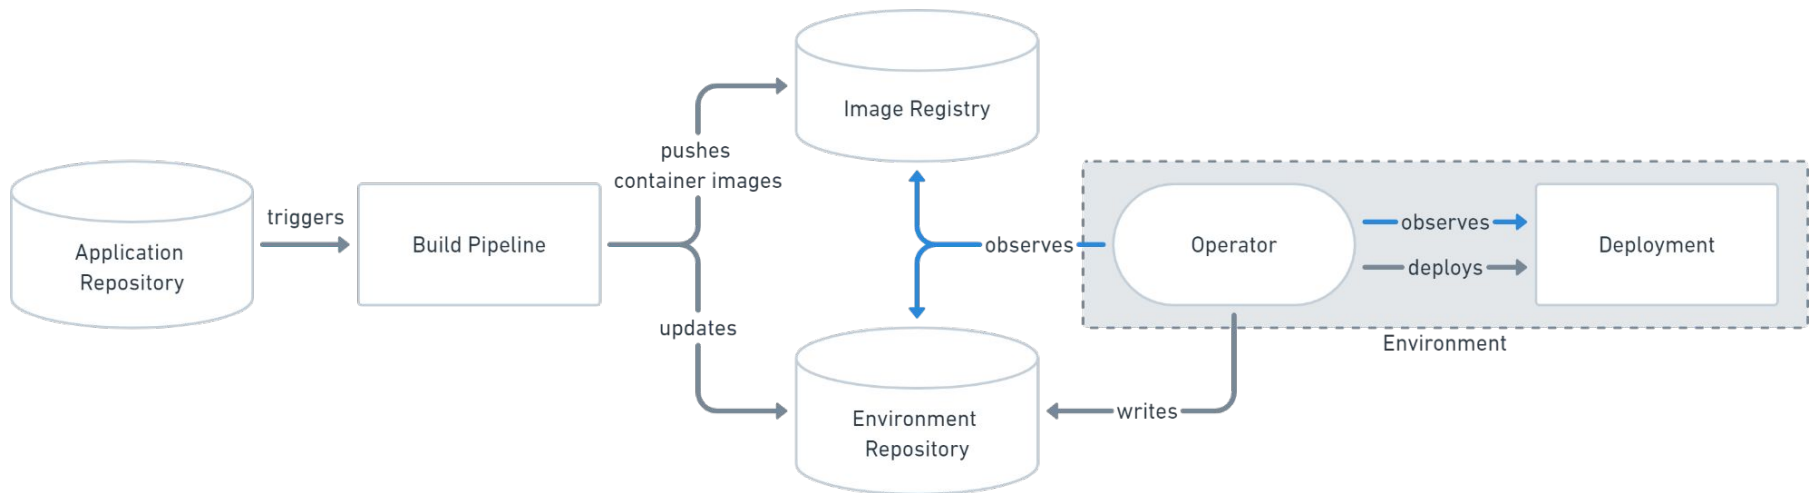 Image Registry
pushes
container images
triggers
Application
Repository
Build Pipeline
updates
observes
Operator
observes
deploys
Deployment
Environment
writes
Environment
Repository